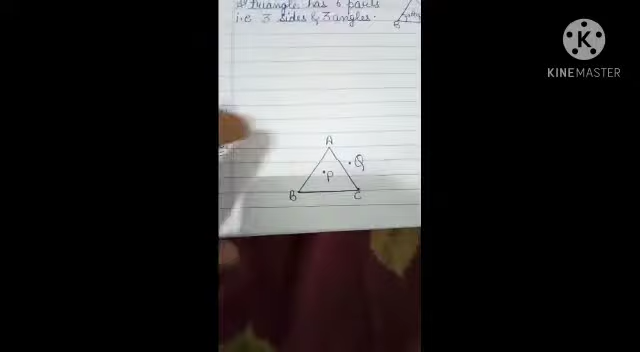 triangle has 6 parts
i.e 3 sides & 3 angles.
B
KINEMASTER
A
Q
P
B
C